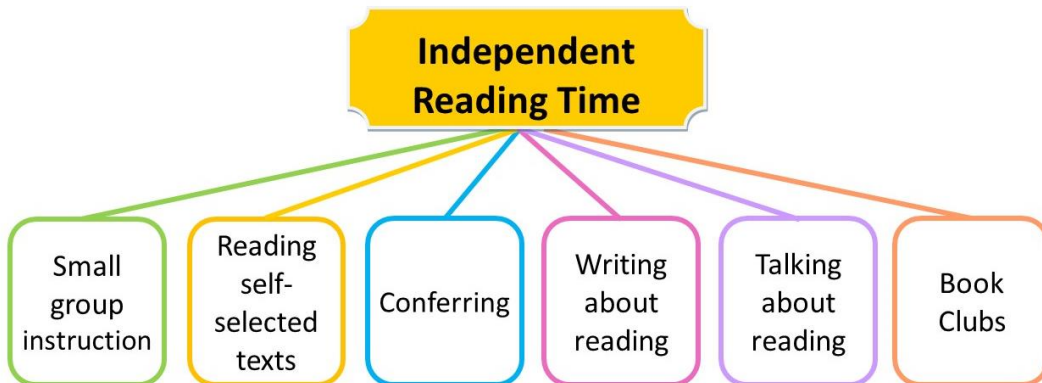 Independent
Reading Time
Small
group
instruction
Reading
self-
selected
texts
Conferring
Writing
about
reading
Talking
about
reading
Book
Clubs